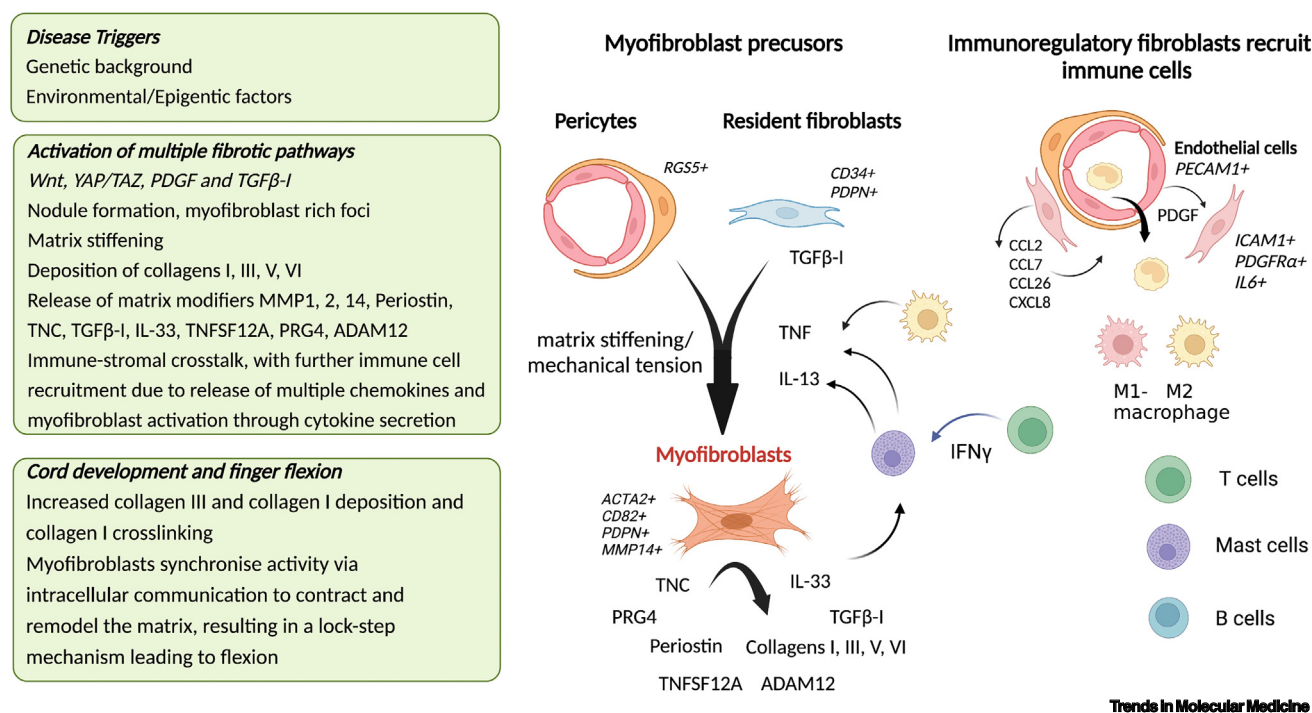 Disease Triggers
Genetic background
Environmental/Epigentic factors
Activation of multiple fibrotic pathways
Wnt, YAP/TAZ, PDGF and TGFβ-I
Nodule formation, myofibroblast rich foci
Matrix stiffening
Deposition of collagens I, III, V, VI
Release of matrix modifiers MMP1, 2, 14, Periostin,
TNC, TGFβ-I, IL-33, TNFSF12A, PRG4, ADAM12
Immune-stromal crosstalk, with further immune cell
recruitment due to release of multiple chemokines and
myofibroblast activation through cytokine secretion
Cord development and finger flexion
Increased collagen III and collagen I deposition and
collagen I crosslinking
Myofibroblasts synchronise activity via
intracellular communication to contract and
remodel the matrix, resulting in a lock-step
mechanism leading to flexion
Myofibroblast precusors
Pericytes
Resident fibroblasts
RGS5+
CD34+
PDPN+
TGFβ-I
matrix stiffening/
mechanical tension
TNF
IL-13
IFNγ
Myofibroblasts
ACTA2+
CD82+
PDPN+
MMP14+
TNC
IL-33
PRG4
TGFβ-I
Periostin
Collagens I, III, V, VI
TNFSF12A
ADAM12
Immunoregulatory fibroblasts recruit
immune cells
Endothelial cells
PECAM1+
PDGF
CCL2
CCL7
CCL26
CXCL8
ICAM1+
PDGFRα+
IL6+
M1- M2
macrophage
T cells
Mast cells
B cells
Trends in Molecular Medicine